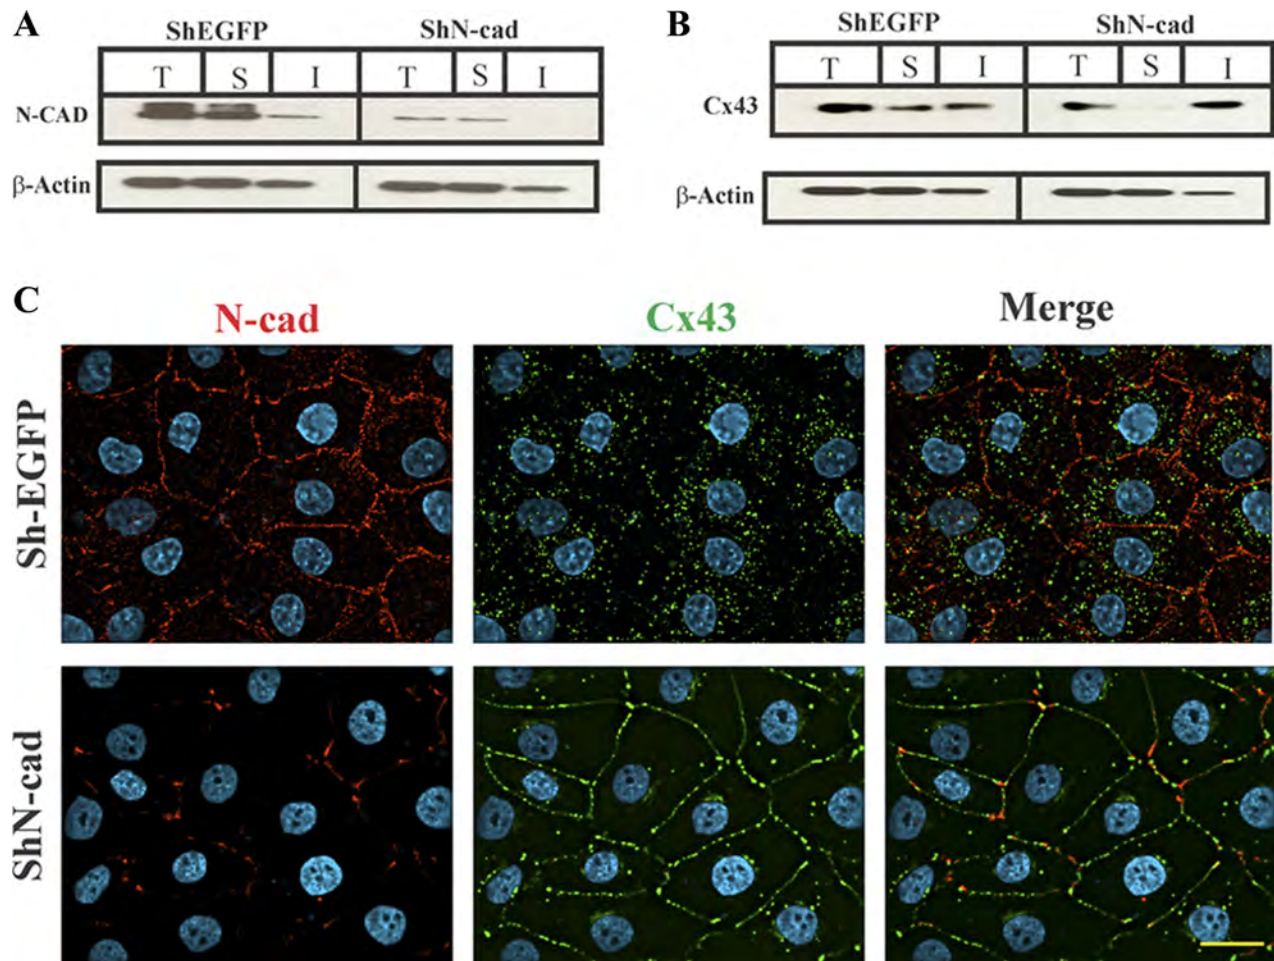 A
ShEGFP ShN-cad
T S I T S I
N-CAD
β-Actin
B
ShEGFP ShN-cad
T S I T S I
Cx43
β-Actin
C
N-cad Cx43 Merge
Sh-EGFP
ShN-cad